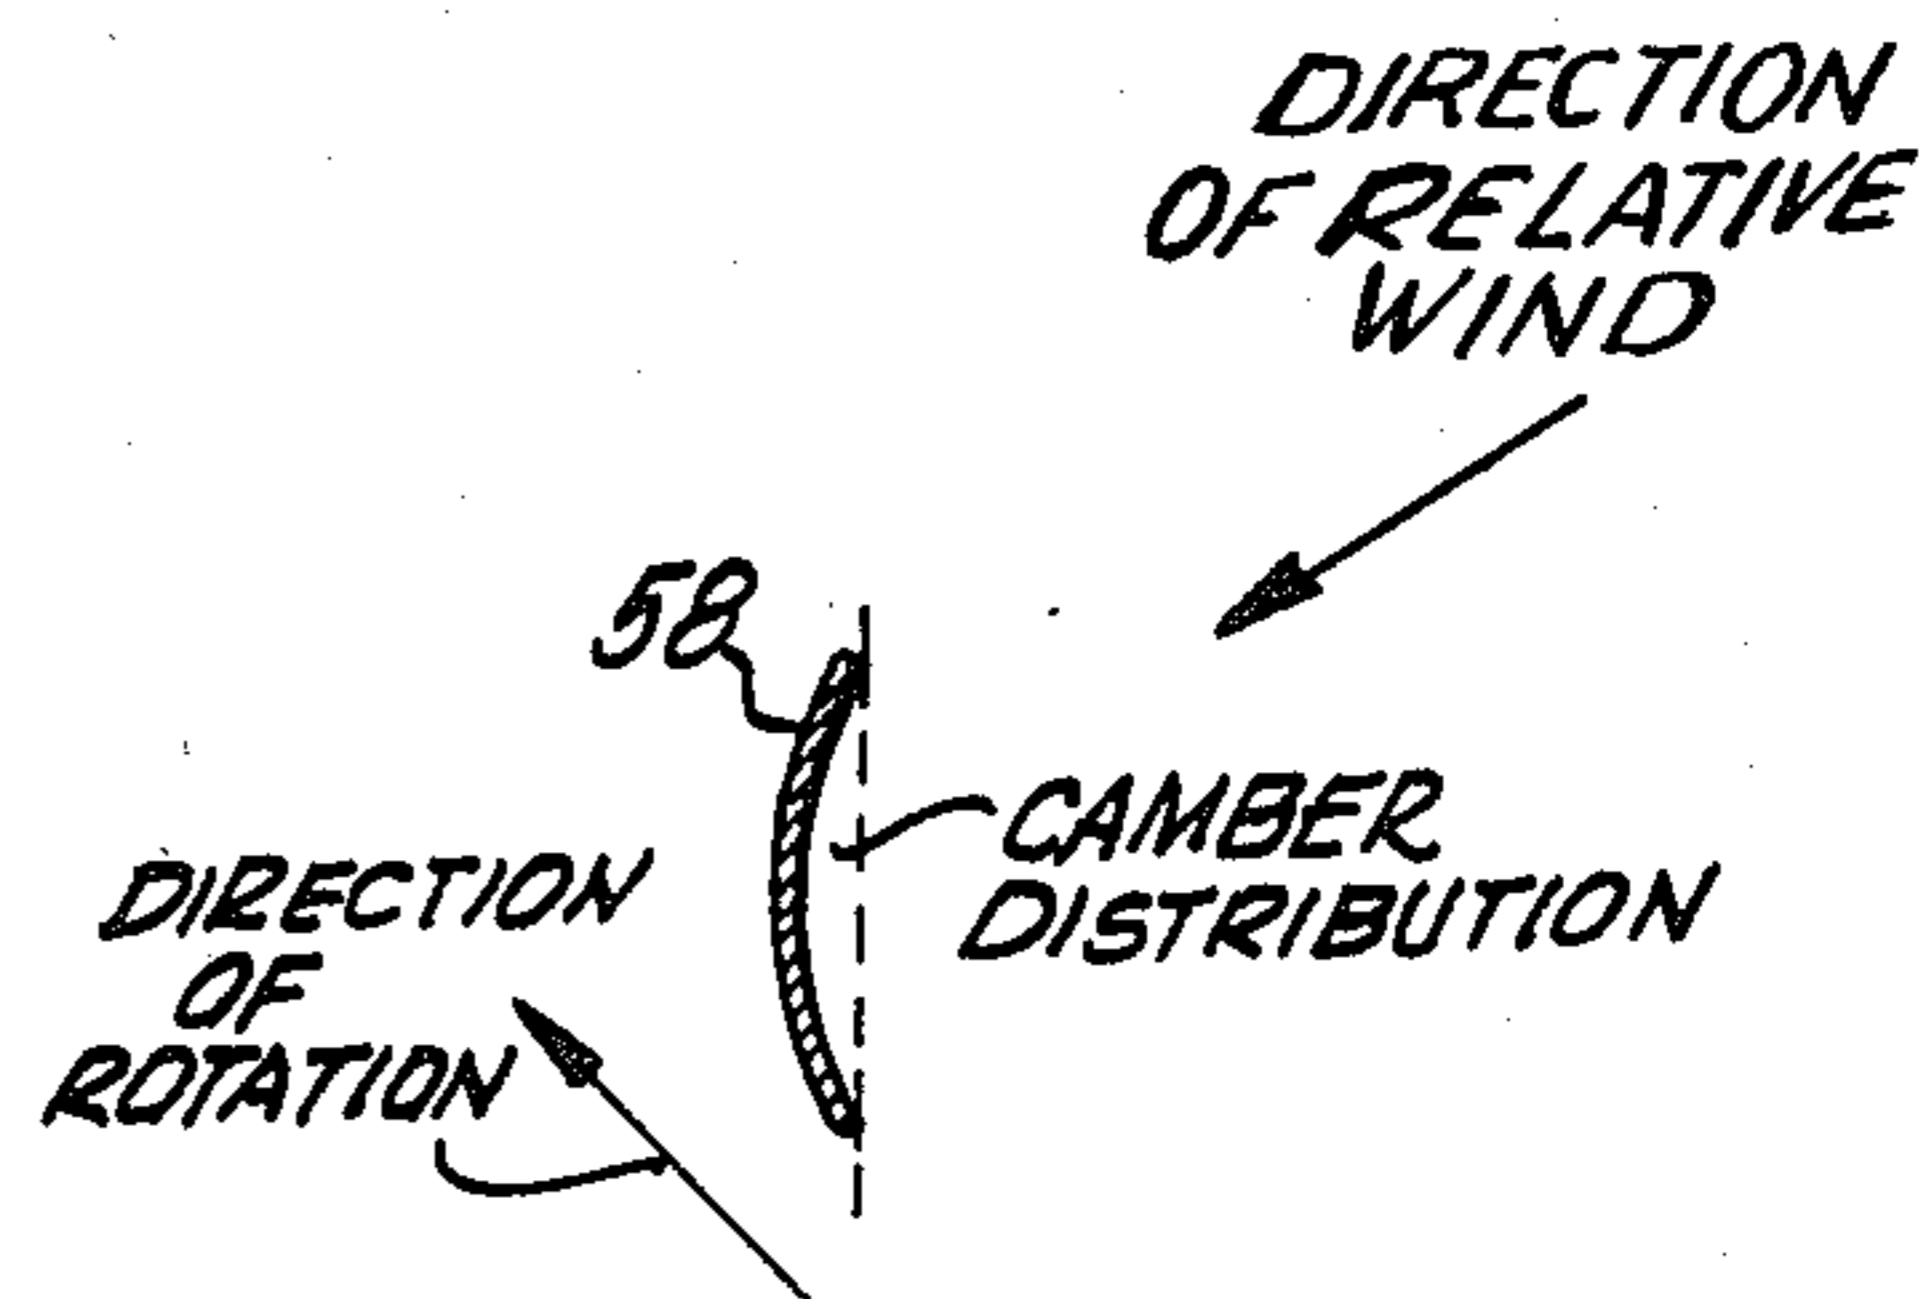 DIRECTION
OF RELATIVE
WIND
58
CAMBER
DISTRIBUTION
DIRECTION
OF
ROTATION